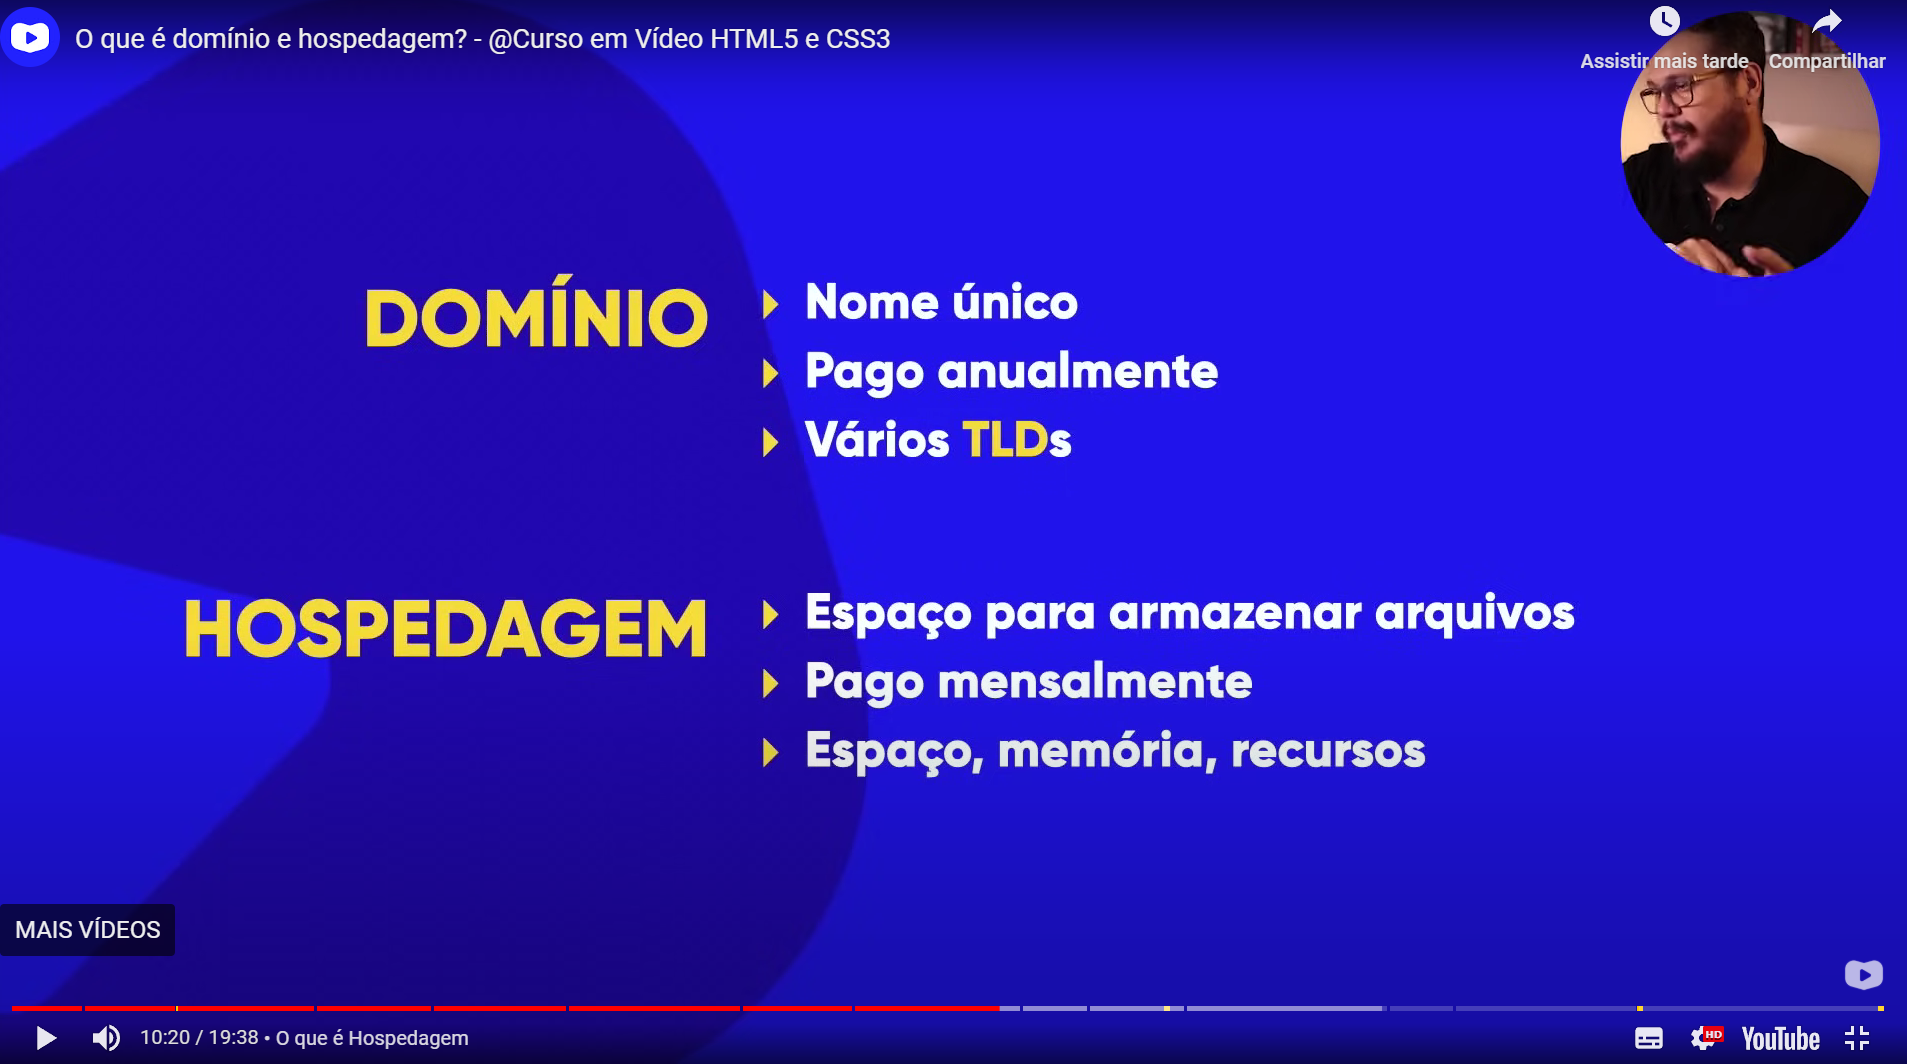 O que é domínio e hospedagem? - @Curso em Vídeo HTML5 e CSS3
Assistir mais tarde
Compartilhar
DOMÍNIO
Nome único
Pago anualmente
Vários TLDs
HOSPEDAGEM
Espaço para armazenar arquivos
Pago mensalmente
Espaço, memória, recursos
MAIS VÍDEOS
10:20 / 19:38 • O que é Hospedagem
HD
YouTube